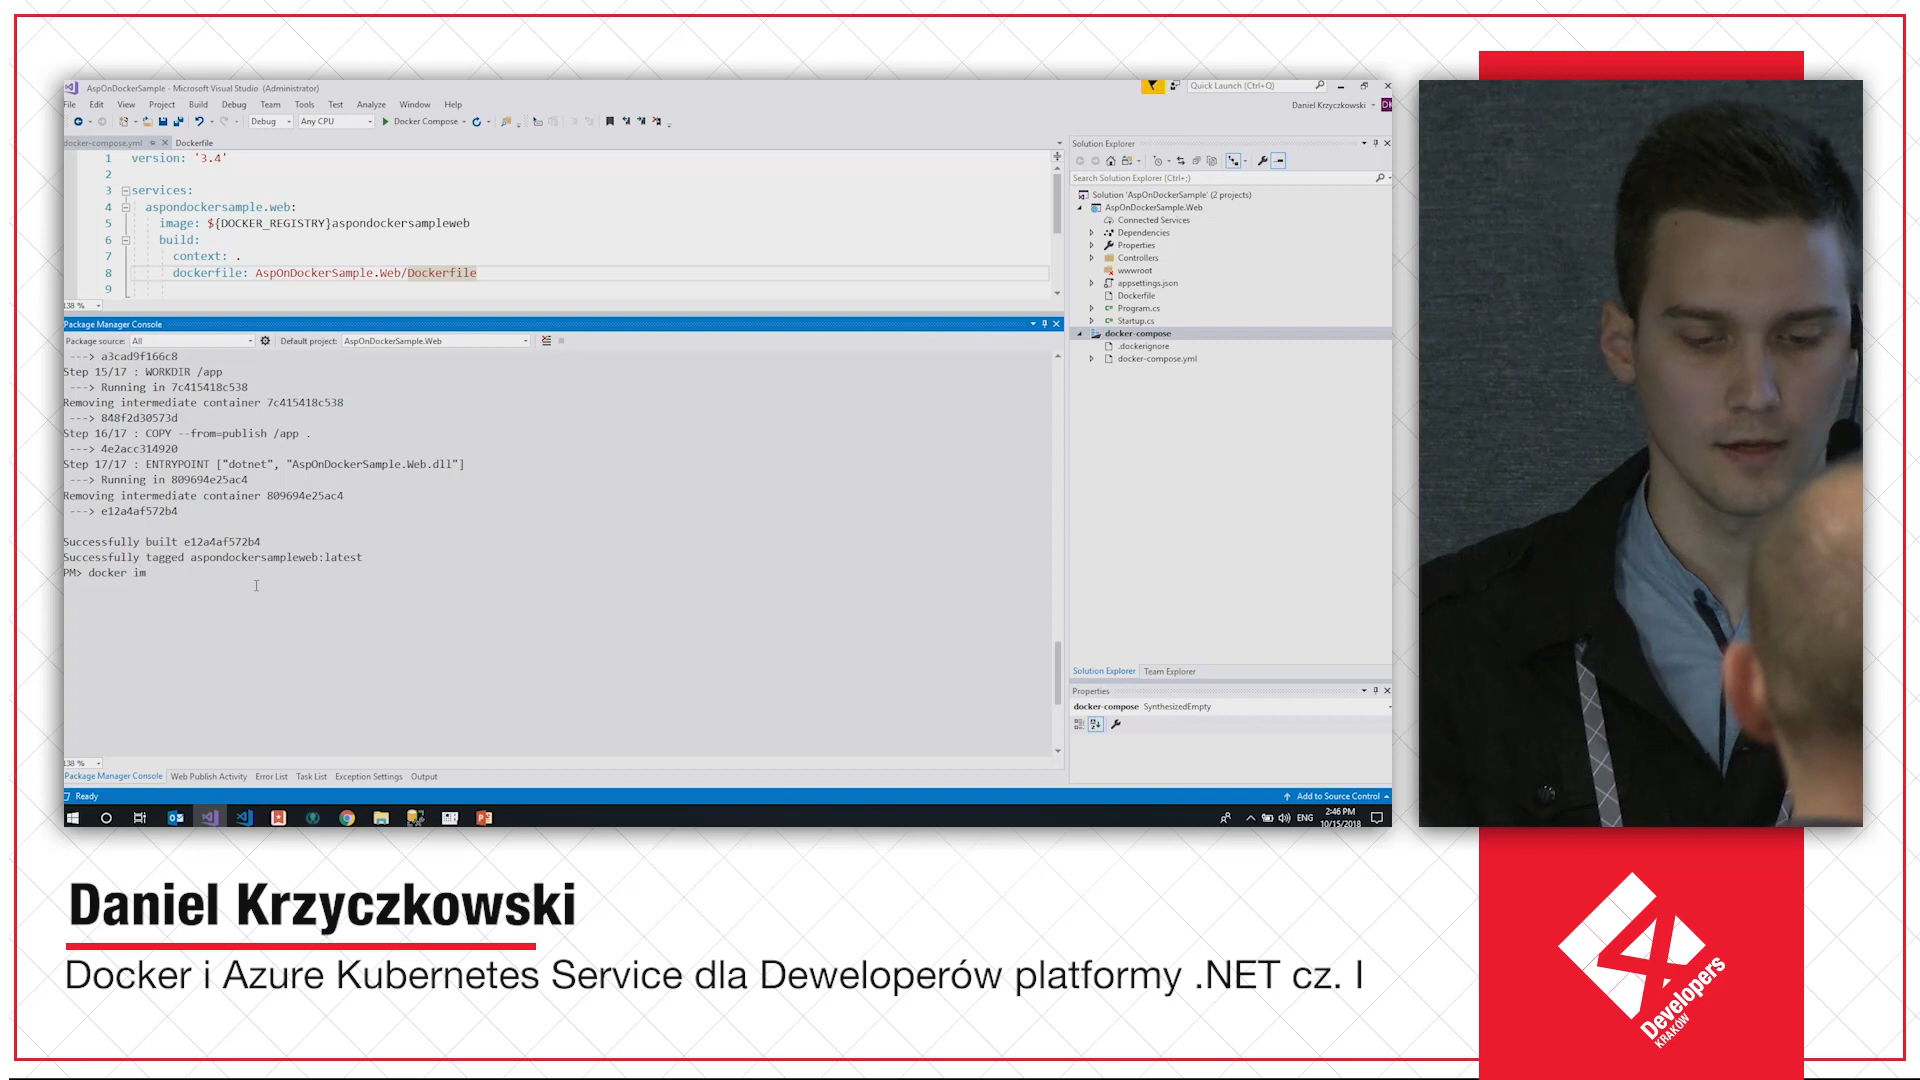 AspOnDockerSample - Microsoft Visual Studio (Administrator)
Quick Launch (Ctrl+Q)
File Edit View Project Build Debug Team Tools Test Analyze Window Help
Daniel Krzyczkowski DK
Debug Any CPU Docker Compose
docker-compose.yml Dockerfile
1 version: '3.4'
2
3 services:
4 aspondockersample.web:
5 image: ${DOCKER_REGISTRY}aspondockersampleweb
6 build:
7 context: .
8 dockerfile: AspOnDockerSample.Web/Dockerfile
9
138 %
Package Manager Console
Package source: All Default project: AspOnDockerSample.Web
---> a3cad9f166c8
Step 15/17 : WORKDIR /app
---> Running in 7c415418c538
Removing intermediate container 7c415418c538
---> 848f2d30573d
Step 16/17 : COPY --from=publish /app .
---> 4e2acc314920
Step 17/17 : ENTRYPOINT ["dotnet", "AspOnDockerSample.Web.dll"]
---> Running in 809694e25ac4
Removing intermediate container 809694e25ac4
---> e12a4af572b4
Successfully built e12a4af572b4
Successfully tagged aspondockersampleweb:latest
PM> docker im
138 %
Package Manager Console Web Publish Activity Error List Task List Exception Settings Output
Ready
Add to Source Control
Solution Explorer
Search Solution Explorer (Ctrl+;)
Solution 'AspOnDockerSample' (2 projects)
AspOnDockerSample.Web
Connected Services
Dependencies
Properties
Controllers
wwwroot
appsettings.json
Dockerfile
Program.cs
Startup.cs
docker-compose
.dockerignore
docker-compose.yml
Solution Explorer Team Explorer
Properties
docker-compose SynthesizedEmpty
ENG
2:46 PM
10/15/2018
Daniel Krzyczkowski
Docker i Azure Kubernetes Service dla Deweloperów platformy .NET cz. I
4
Developers
KRAKÓW